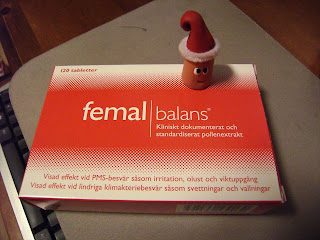 120 tabletter
femal balans®
Kliniskt dokumenterat och
standardiserat pollenextrakt
Visad effekt vid PMS-besvär såsom irritation, olust och viktuppgång
Visad effekt vid lindriga klimakteriebesvär såsom svettningar och vallningar